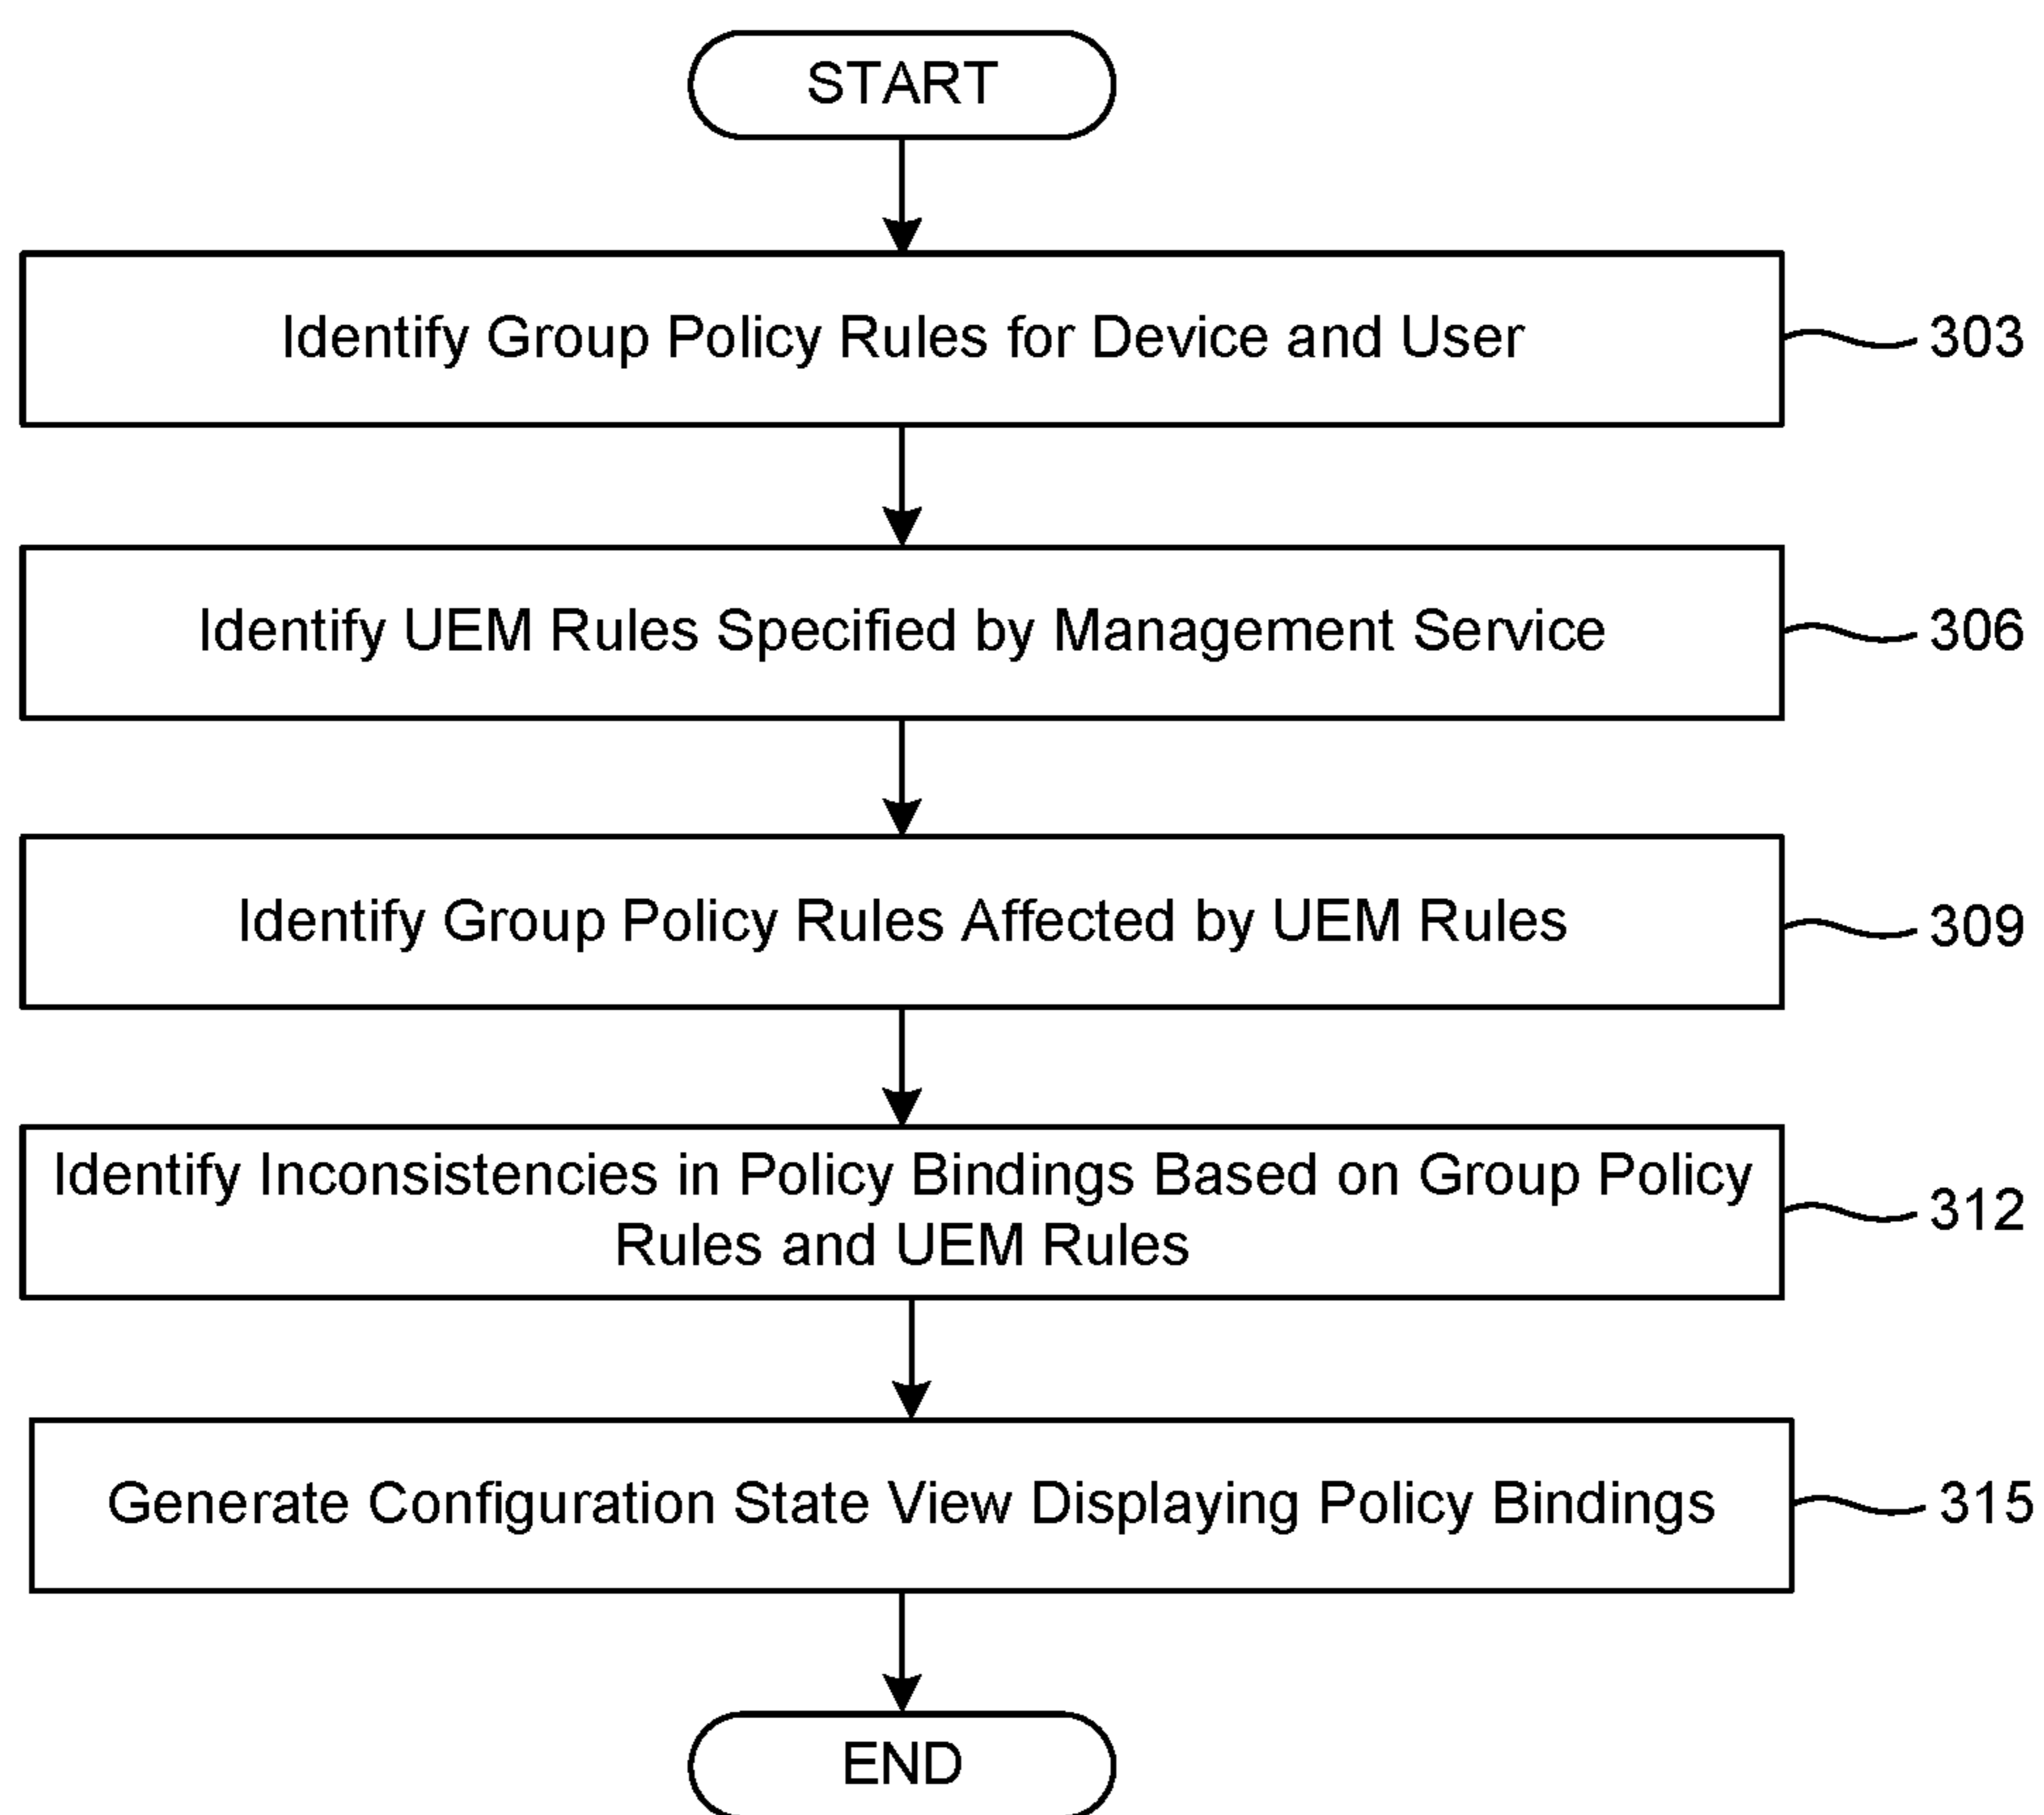 START
Identify Group Policy Rules for Device and User
303
Identify UEM Rules Specified by Management Service
306
Identify Group Policy Rules Affected by UEM Rules
309
Identify Inconsistencies in Policy Bindings Based on Group Policy
Rules and UEM Rules
312
Generate Configuration State View Displaying Policy Bindings
315
END